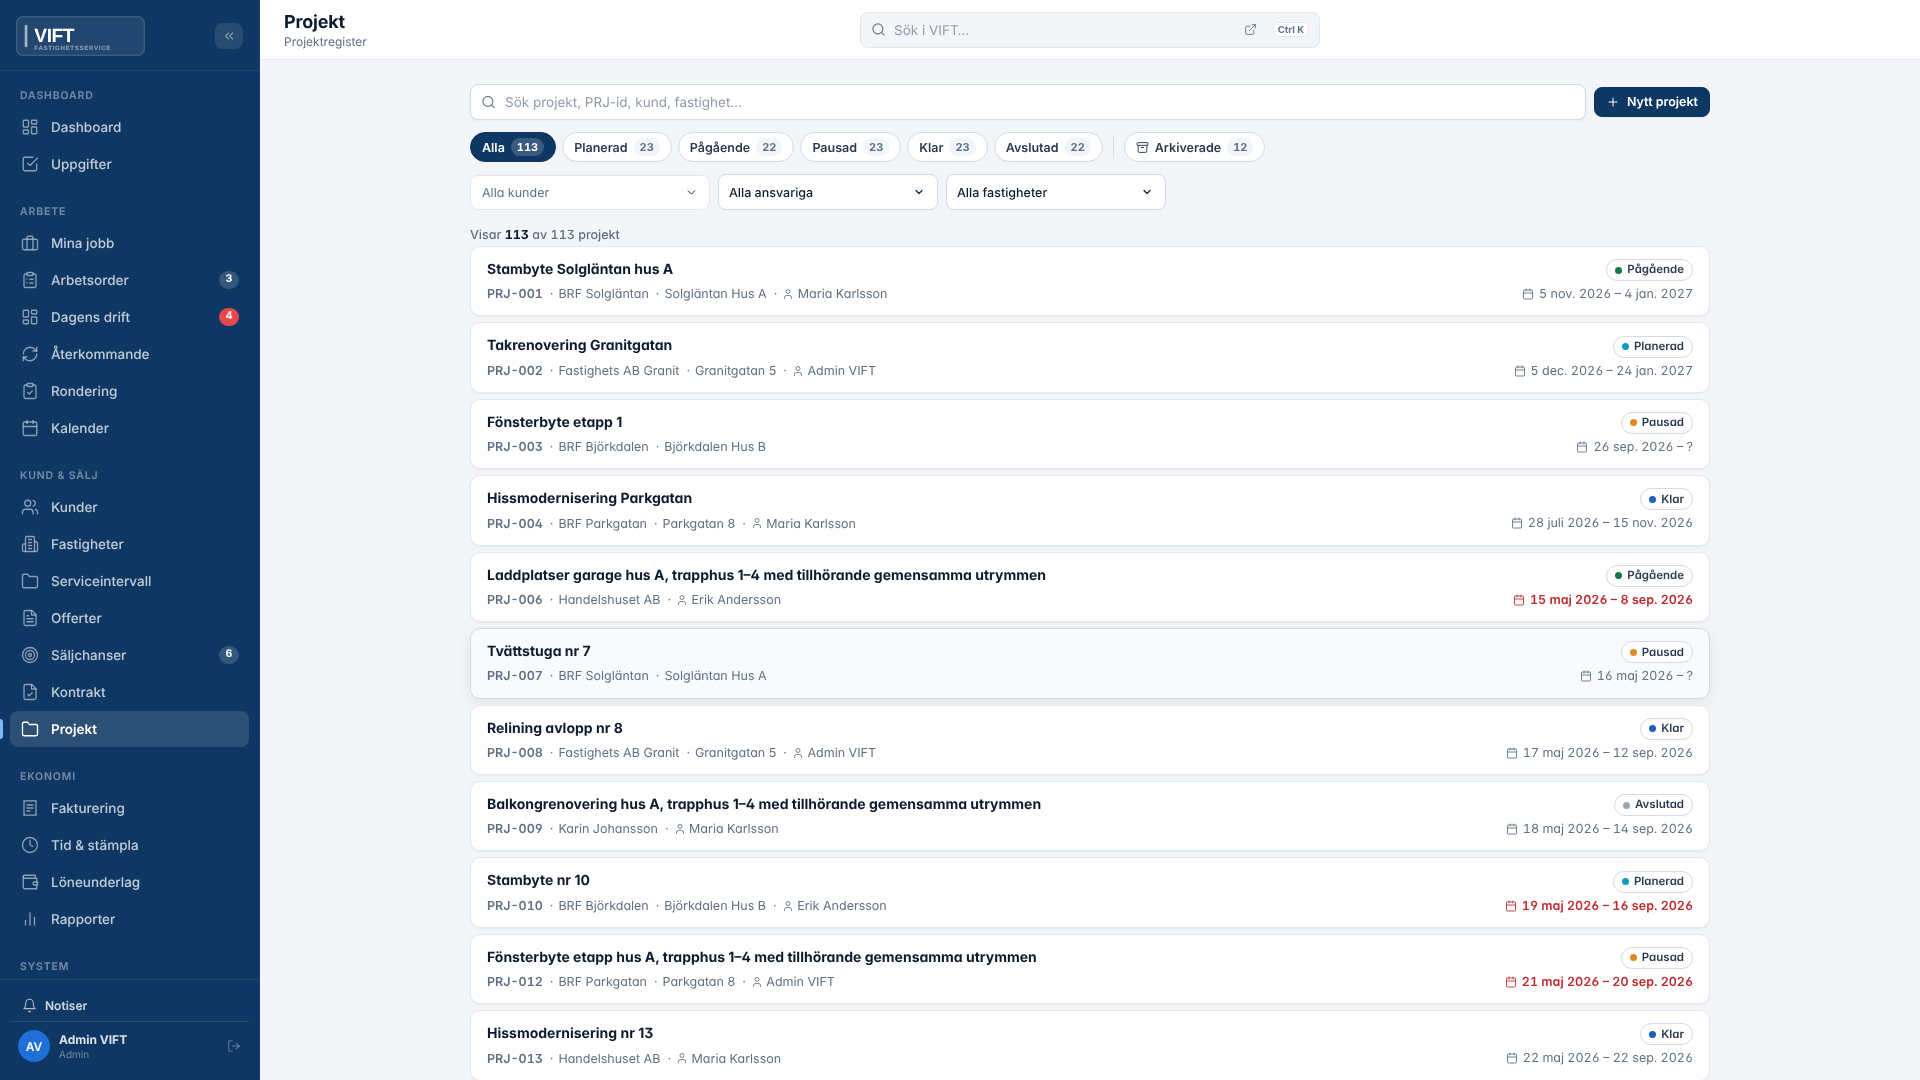 VIFT
FASTIGHETSSERVICE
DASHBOARD
Dashboard
Uppgifter
ARBETE
Mina jobb
Arbetsorder 3
Dagens drift 4
Återkommande
Rondering
Kalender
KUND & SÄLJ
Kunder
Fastigheter
Serviceintervall
Offerter
Säljchanser 6
Kontrakt
Projekt
EKONOMI
Fakturering
Tid & stämpla
Löneunderlag
Rapporter
SYSTEM
Notiser
AV Admin VIFT
Admin
Projekt
Projektregister
Sök i VIFT... Ctrl K
Sök projekt, PRJ-id, kund, fastighet... + Nytt projekt
Alla 113 Planerad 23 Pågående 22 Pausad 23 Klar 23 Avslutad 22 Arkiverade 12
Alla kunder Alla ansvariga Alla fastigheter
Visar 113 av 113 projekt
Stambyte Solgläntan hus A Pågående
PRJ-001 · BRF Solgläntan · Solgläntan Hus A · Maria Karlsson 5 nov. 2026 – 4 jan. 2027
Takrenovering Granitgatan Planerad
PRJ-002 · Fastighets AB Granit · Granitgatan 5 · Admin VIFT 5 dec. 2026 – 24 jan. 2027
Fönsterbyte etapp 1 Pausad
PRJ-003 · BRF Björkdalen · Björkdalen Hus B 26 sep. 2026 – ?
Hissmodernisering Parkgatan Klar
PRJ-004 · BRF Parkgatan · Parkgatan 8 · Maria Karlsson 28 juli 2026 – 15 nov. 2026
Laddplatser garage hus A, trapphus 1–4 med tillhörande gemensamma utrymmen Pågående
PRJ-006 · Handelshuset AB · Erik Andersson 15 maj 2026 – 8 sep. 2026
Tvättstuga nr 7 Pausad
PRJ-007 · BRF Solgläntan · Solgläntan Hus A 16 maj 2026 – ?
Relining avlopp nr 8 Klar
PRJ-008 · Fastighets AB Granit · Granitgatan 5 · Admin VIFT 17 maj 2026 – 12 sep. 2026
Balkongrenovering hus A, trapphus 1–4 med tillhörande gemensamma utrymmen Avslutad
PRJ-009 · Karin Johansson · Maria Karlsson 18 maj 2026 – 14 sep. 2026
Stambyte nr 10 Planerad
PRJ-010 · BRF Björkdalen · Björkdalen Hus B · Erik Andersson 19 maj 2026 – 16 sep. 2026
Fönsterbyte etapp hus A, trapphus 1–4 med tillhörande gemensamma utrymmen Pausad
PRJ-012 · BRF Parkgatan · Parkgatan 8 · Admin VIFT 21 maj 2026 – 20 sep. 2026
Hissmodernisering nr 13 Klar
PRJ-013 · Handelshuset AB · Maria Karlsson 22 maj 2026 – 22 sep. 2026